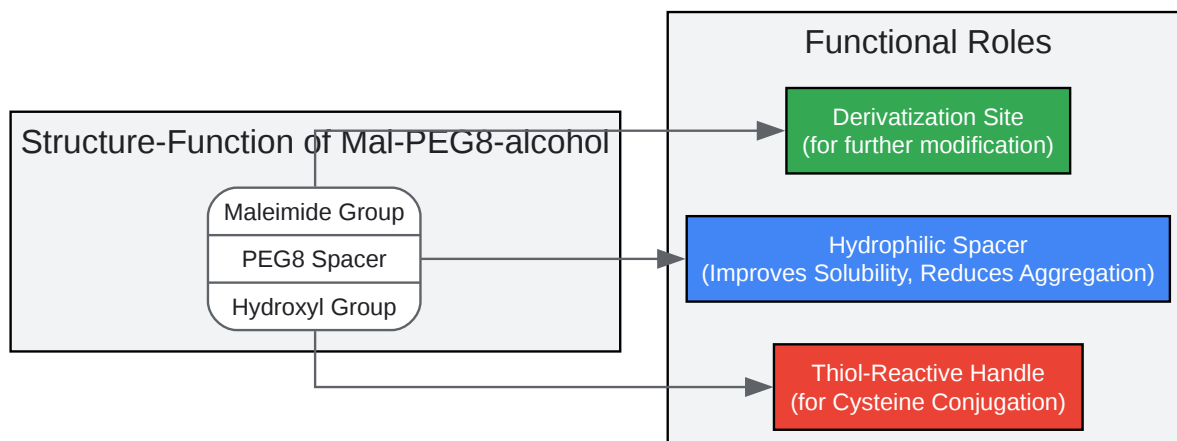 Structure-Function of Mal-PEG8-alcohol
Maleimide Group
PEG8 Spacer
Hydroxyl Group
Functional Roles
Derivatization Site
(for further modification)
Hydrophilic Spacer
(Improves Solubility, Reduces Aggregation)
Thiol-Reactive Handle
(for Cysteine Conjugation)